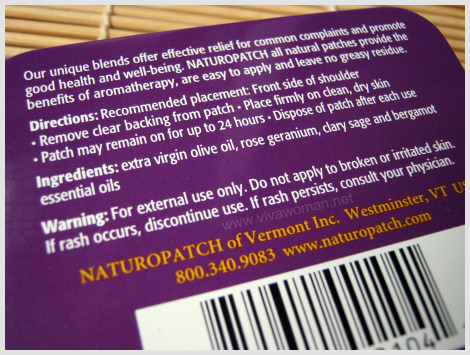 Our unique blends offer effective relief for common complaints and promote
good health and well-being. NATUROPATCH all natural patches provide the
benefits of aromatherapy, are easy to apply and leave no greasy residue.
Directions: Recommended placement: Front side of shoulder
• Remove clear backing from patch • Place firmly on clean, dry skin
• Patch may remain on for up to 24 hours • Dispose of patch after each use
Ingredients: extra virgin olive oil, rose geranium, clary sage and bergamot
essential oils
Warning: For external use only. Do not apply to broken or irritated skin.
If rash occurs, discontinue use. If rash persists, consult your physician.
www.vivawoman.net
NATUROPATCH of Vermont Inc. Westminster, VT US
800.340.9083 www.naturopatch.com